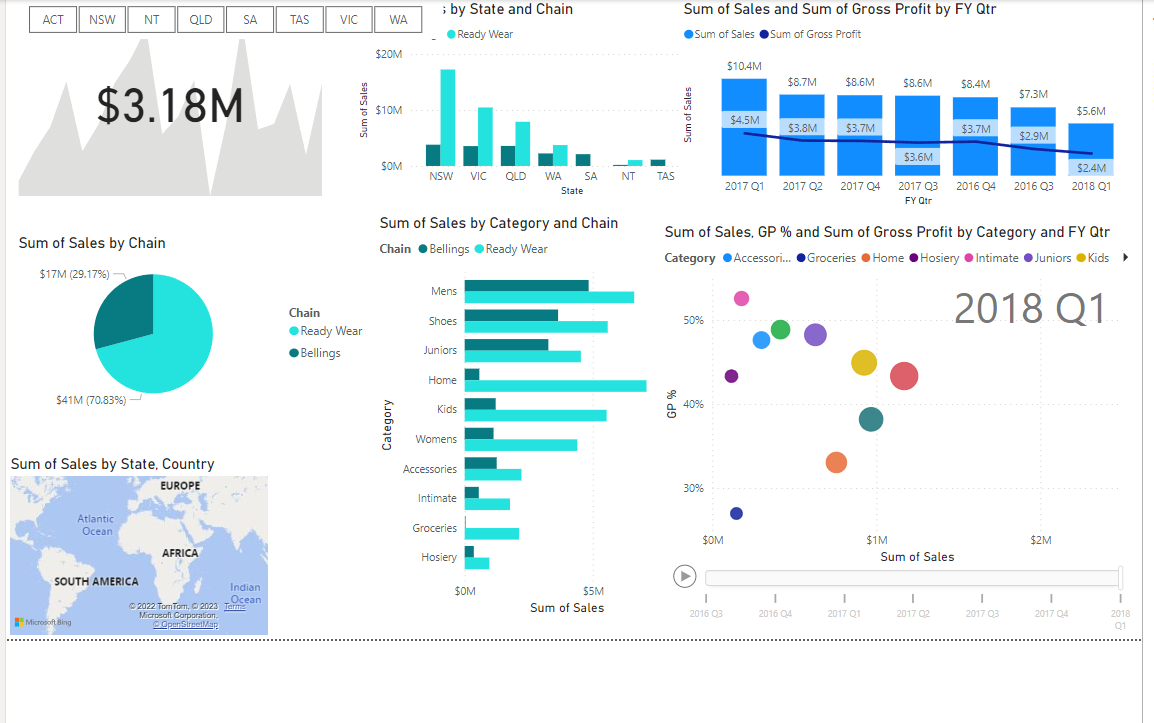 ACT NSW NT QLD SA TAS VIC WA
$3.18M
s by State and Chain
Ready Wear
$20M
$10M
$0M
Sum of Sales
NSW VIC QLD WA SA NT TAS
State
Sum of Sales and Sum of Gross Profit by FY Qtr
Sum of Sales Sum of Gross Profit
Sum of Sales
$10.4M $8.7M $8.6M $8.6M $8.4M $7.3M $5.6M
$4.5M $3.8M $3.7M $3.6M $3.7M $2.9M $2.4M
2017 Q1 2017 Q2 2017 Q4 2017 Q3 2016 Q4 2016 Q3 2018 Q1
FY Qtr
Sum of Sales by Chain
$17M (29.17%)
$41M (70.83%)
Chain
Ready Wear
Bellings
Sum of Sales by Category and Chain
Chain Bellings Ready Wear
Category
Mens
Shoes
Juniors
Home
Kids
Womens
Accessories
Intimate
Groceries
Hosiery
$0M $5M
Sum of Sales
Sum of Sales, GP % and Sum of Gross Profit by Category and FY Qtr
Category Accessori... Groceries Home Hosiery Intimate Juniors Kids
2018 Q1
50%
40%
30%
GP %
$0M $1M $2M
Sum of Sales
2016 Q3 2016 Q4 2017 Q1 2017 Q2 2017 Q3 2017 Q4 2018
Q1
Sum of Sales by State, Country
EUROPE
Atlantic
Ocean
AFRICA
SOUTH AMERICA
Indian
Ocean
© 2022 TomTom, © 2023 Terms
Microsoft Corporation,
© OpenStreetMap
Microsoft Bing